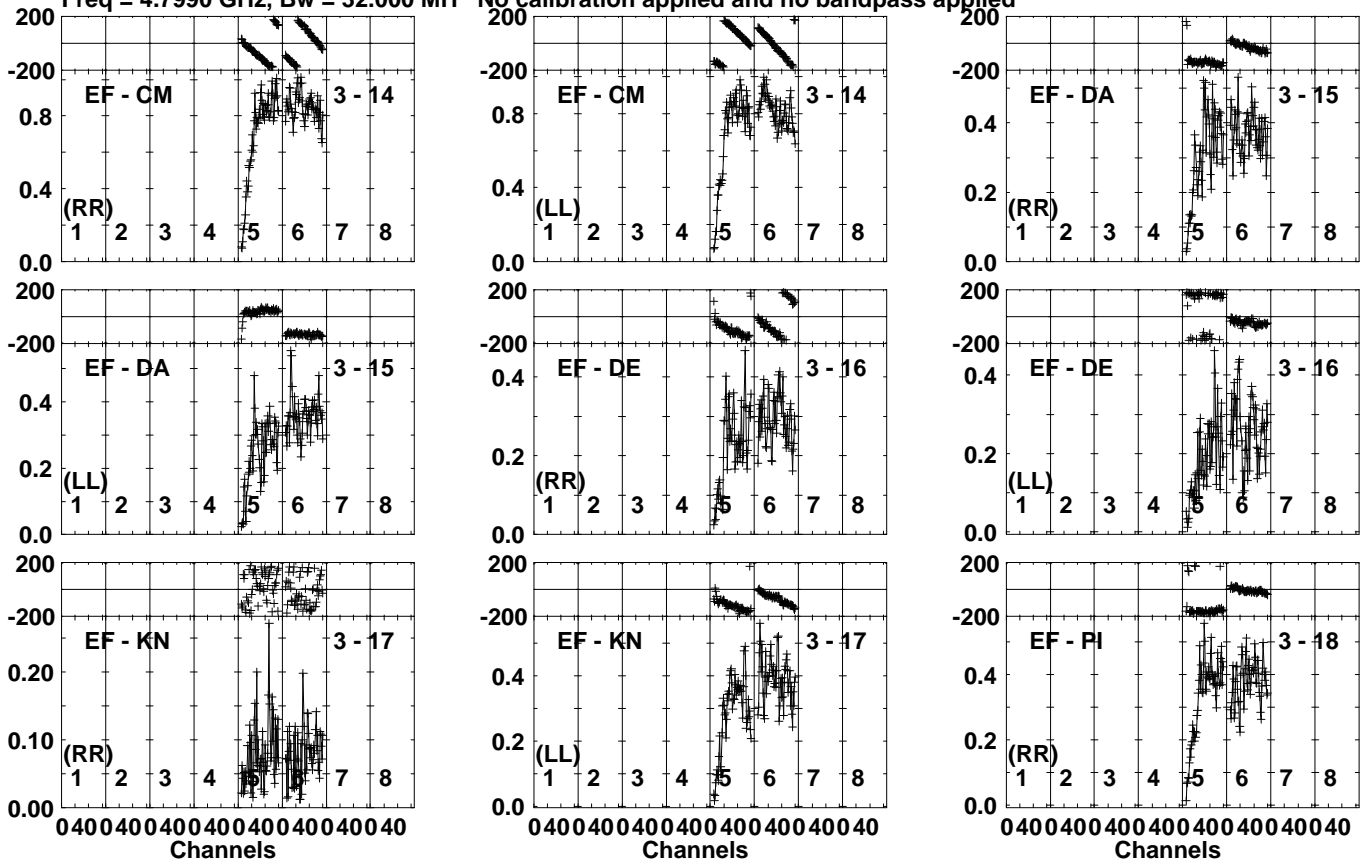 Freq = 4.7990 GHz, Bw = 32.000 MH No calibration applied and no bandpass applied
200
-200
EF - CM 3 - 14
0.8
0.4
0.0
(RR)
1 2 3 4 5 6 7 8
200
-200
EF - CM 3 - 14
0.8
0.4
0.0
(LL)
1 2 3 4 5 6 7 8
200
-200
EF - DA 3 - 15
0.4
0.2
0.0
(RR)
1 2 3 4 5 6 7 8
200
-200
EF - DA 3 - 15
0.4
0.2
0.0
(LL)
1 2 3 4 5 6 7 8
200
-200
EF - DE 3 - 16
0.4
0.2
0.0
(RR)
1 2 3 4 5 6 7 8
200
-200
EF - DE 3 - 16
0.4
0.2
0.0
(LL)
1 2 3 4 5 6 7 8
200
-200
EF - KN 3 - 17
0.20
0.10
0.00
(RR)
1 2 3 4 5 6 7 8
200
-200
EF - KN 3 - 17
0.4
0.2
0.0
(LL)
1 2 3 4 5 6 7 8
200
-200
EF - PI 3 - 18
0.4
0.2
0.0
(RR)
1 2 3 4 5 6 7 8
0 40 0 40 0 40 0 40 0 40 0 40 0 40 0 40
Channels
0 40 0 40 0 40 0 40 0 40 0 40 0 40 0 40
Channels
0 40 0 40 0 40 0 40 0 40 0 40 0 40 0 40
Channels